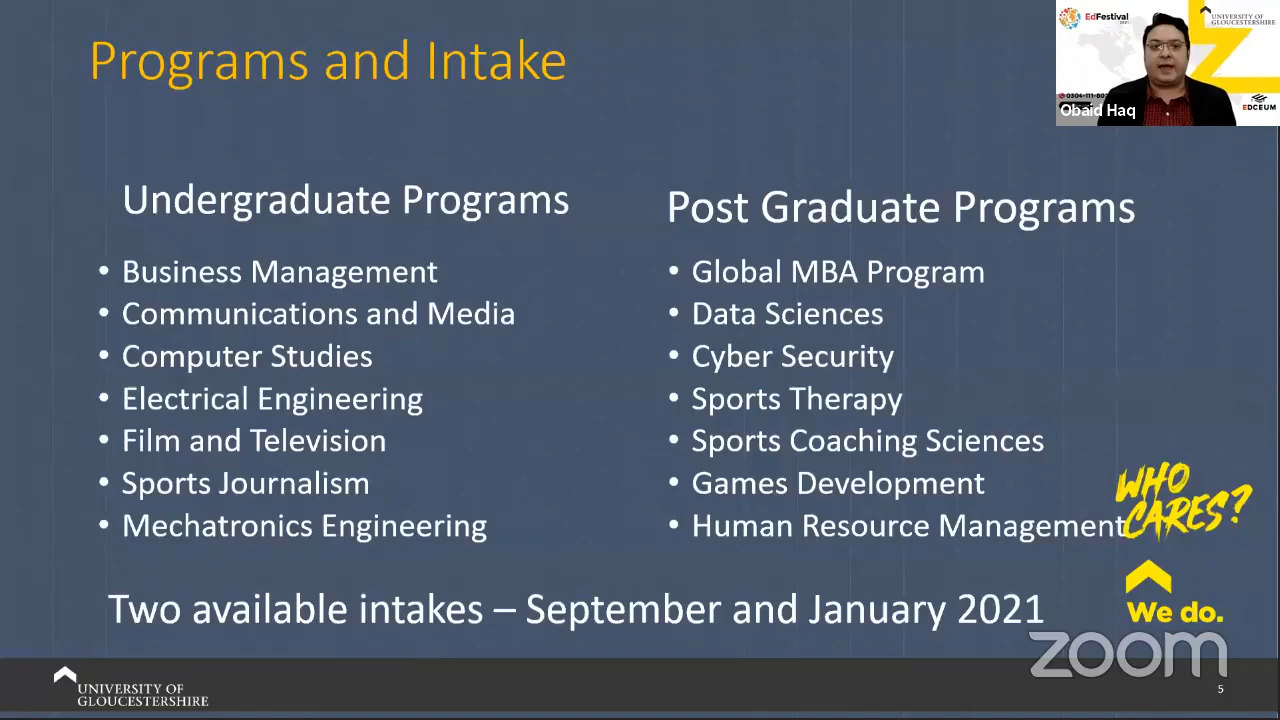 Programs and Intake
EdFestival
UNIVERSITY OF
GLOUCESTERSHIRE
EDCEUM
Obaid Haq
Undergraduate Programs
• Business Management
• Communications and Media
• Computer Studies
• Electrical Engineering
• Film and Television
• Sports Journalism
• Mechatronics Engineering
Post Graduate Programs
• Global MBA Program
• Data Sciences
• Cyber Security
• Sports Therapy
• Sports Coaching Sciences
• Games Development
• Human Resource Management
WHO
CARES?
We do.
Two available intakes – September and January 2021
zoom
UNIVERSITY OF
GLOUCESTERSHIRE
5